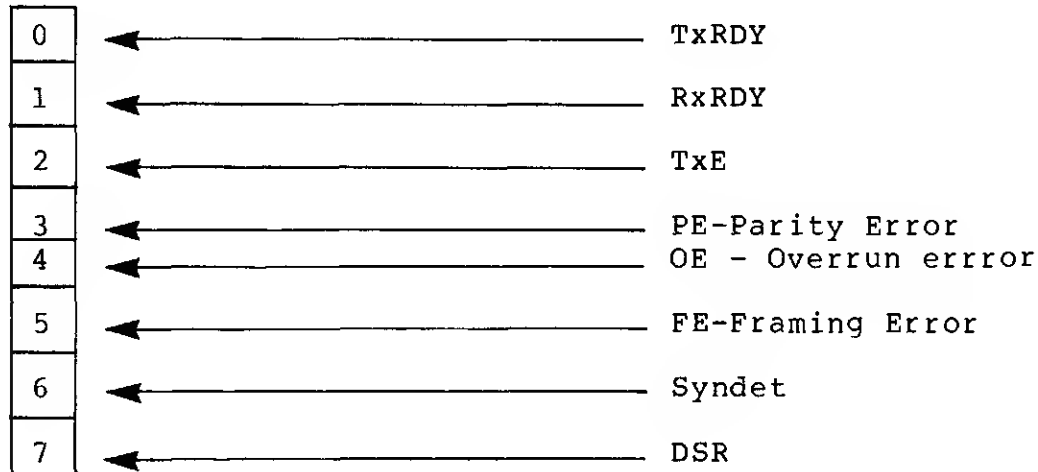 0 TxRDY
1 RxRDY
2 TxE
3 PE-Parity Error
4 OE - Overrun errror
5 FE-Framing Error
6 Syndet
7 DSR